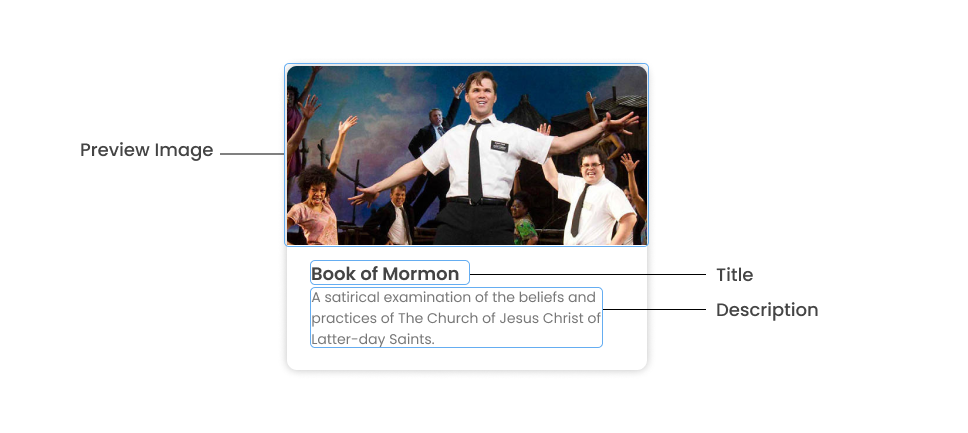 Preview Image
Book of Mormon
Title
A satirical examination of the beliefs and
practices of The Church of Jesus Christ of
Latter-day Saints.
Description